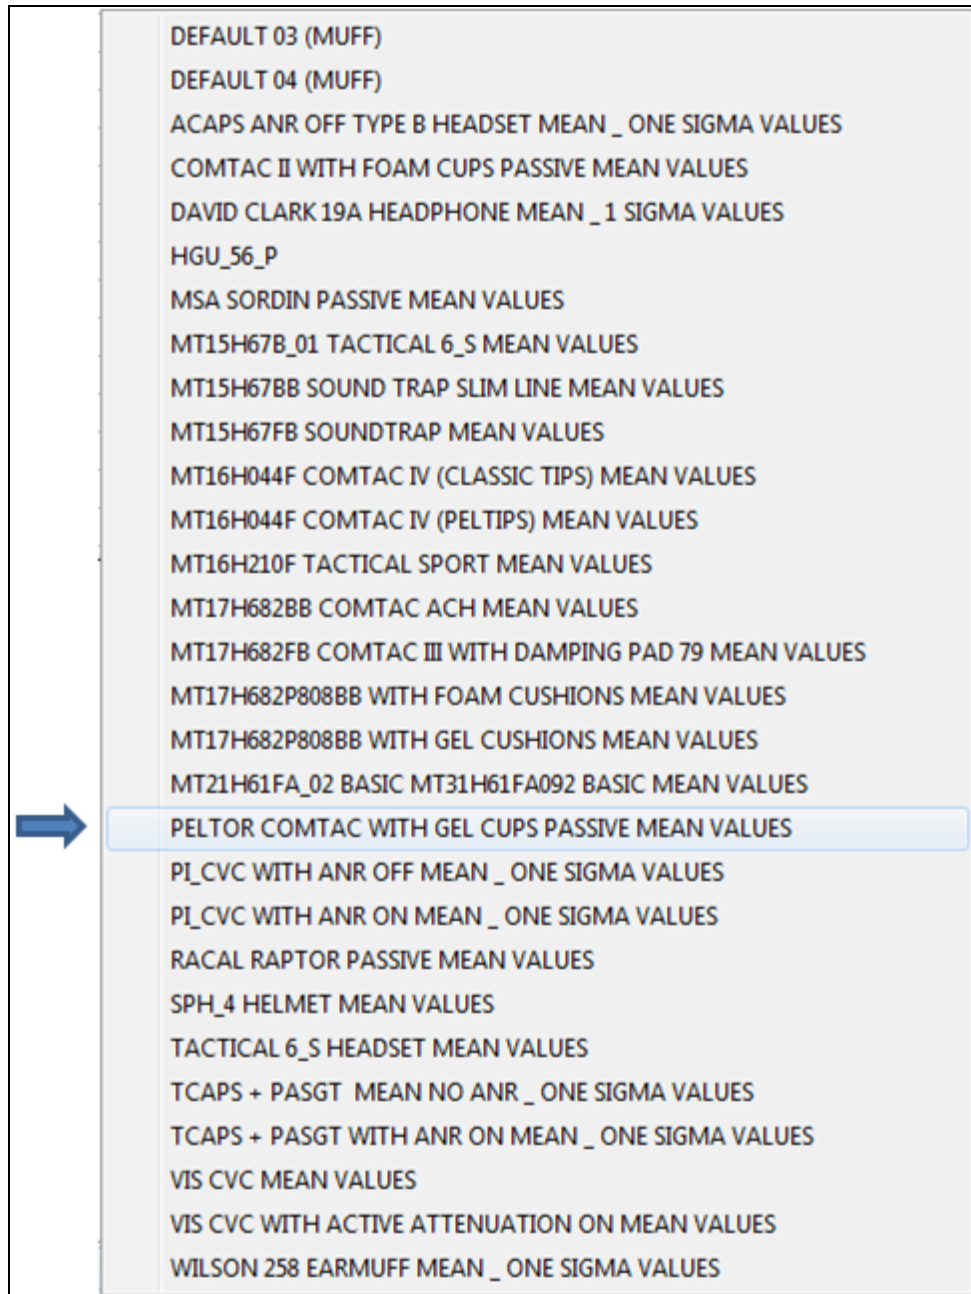 DEFAULT 03 (MUFF)
DEFAULT 04 (MUFF)
ACAPS ANR OFF TYPE B HEADSET MEAN _ ONE SIGMA VALUES
COMTAC II WITH FOAM CUPS PASSIVE MEAN VALUES
DAVID CLARK 19A HEADPHONE MEAN _ 1 SIGMA VALUES
HGU_56_P
MSA SORDIN PASSIVE MEAN VALUES
MT15H67B_01 TACTICAL 6_S MEAN VALUES
MT15H67BB SOUND TRAP SLIM LINE MEAN VALUES
MT15H67FB SOUNDTRAP MEAN VALUES
MT16H044F COMTAC IV (CLASSIC TIPS) MEAN VALUES
MT16H044F COMTAC IV (PELTIPS) MEAN VALUES
MT16H210F TACTICAL SPORT MEAN VALUES
MT17H682BB COMTAC ACH MEAN VALUES
MT17H682FB COMTAC III WITH DAMPING PAD 79 MEAN VALUES
MT17H682P808BB WITH FOAM CUSHIONS MEAN VALUES
MT17H682P808BB WITH GEL CUSHIONS MEAN VALUES
MT21H61FA_02 BASIC MT31H61FA092 BASIC MEAN VALUES
PELTOR COMTAC WITH GEL CUPS PASSIVE MEAN VALUES
PI_CVC WITH ANR OFF MEAN _ ONE SIGMA VALUES
PI_CVC WITH ANR ON MEAN _ ONE SIGMA VALUES
RACAL RAPTOR PASSIVE MEAN VALUES
SPH_4 HELMET MEAN VALUES
TACTICAL 6_S HEADSET MEAN VALUES
TCAPS + PASGT  MEAN NO ANR _ ONE SIGMA VALUES
TCAPS + PASGT WITH ANR ON MEAN _ ONE SIGMA VALUES
VIS CVC MEAN VALUES
VIS CVC WITH ACTIVE ATTENUATION ON MEAN VALUES
WILSON 258 EARMUFF MEAN _ ONE SIGMA VALUES